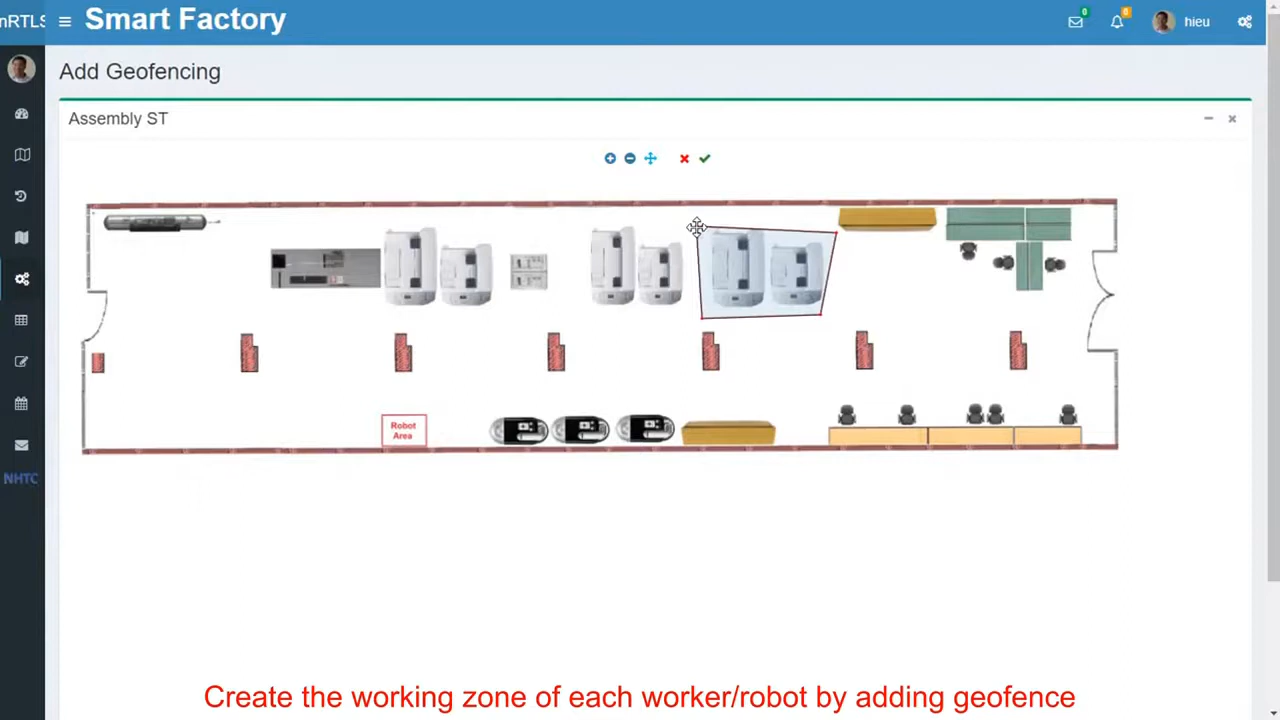 nRTLS
Smart Factory
0
0
hieu
Add Geofencing
Assembly ST
Robot
Area
NHTC
Create the working zone of each worker/robot by adding geofence